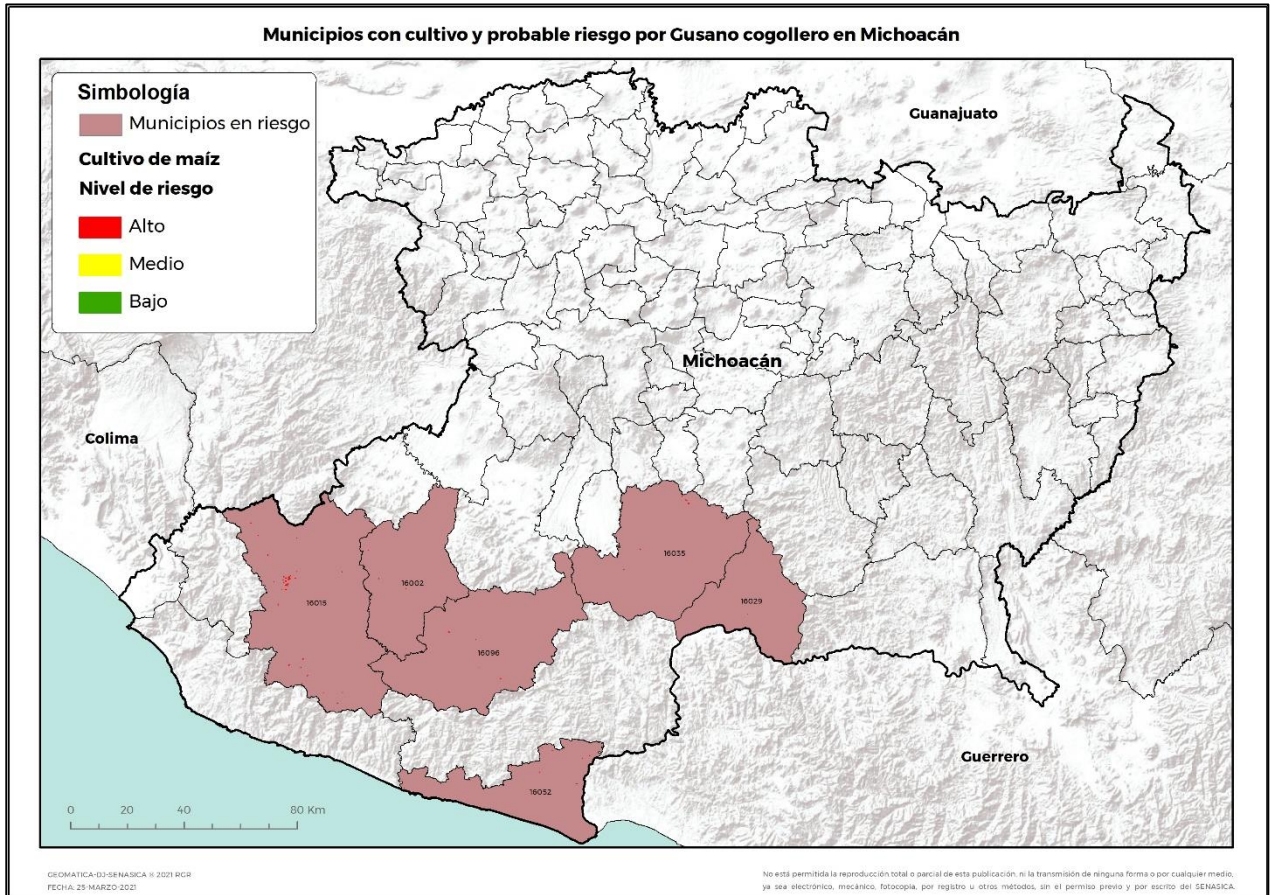 Municipios con cultivo y probable riesgo por Gusano cogollero en Michoacán
Simbología
Municipios en riesgo
Cultivo de maíz
Nivel de riesgo
Alto
Medio
Bajo
Guanajuato
Michoacán
Colima
16015
16002
16035
16029
16096
16052
Guerrero
0 20 40 80 Km
GEOMATICA-DJ-SENASICA © 2021 RGR
FECHA: 25-MARZO-2021
No está permitida la reproducción total o parcial de esta publicación, ni la transmisión de ninguna forma o por cualquier medio,
ya sea electrónico, mecánico, fotocopia, por registro u otros métodos, sin el permiso previo y por escrito del SENASICA.